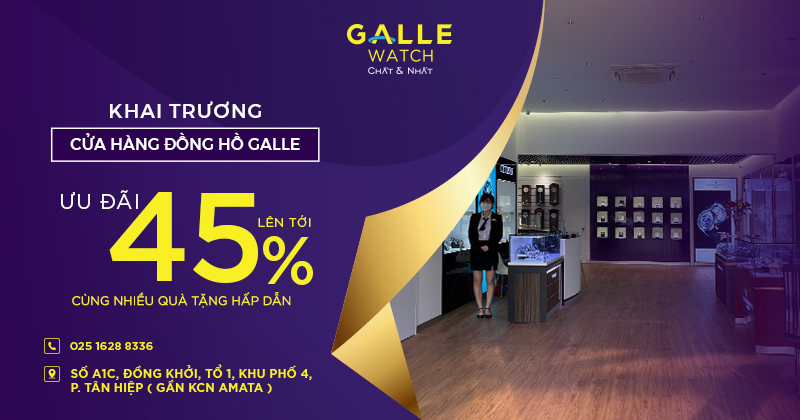 GALLE
WATCH
CHẤT & NHẤT
KHAI TRƯƠNG
CỬA HÀNG ĐỒNG HỒ GALLE
ƯU ĐÃI
45%
LÊN TỚI
CÙNG NHIỀU QUÀ TẶNG HẤP DẪN
025 1628 8336
SỐ A1C, ĐỒNG KHỞI, TỔ 1, KHU PHỐ 4,
P. TÂN HIỆP ( GẦN KCN AMATA )